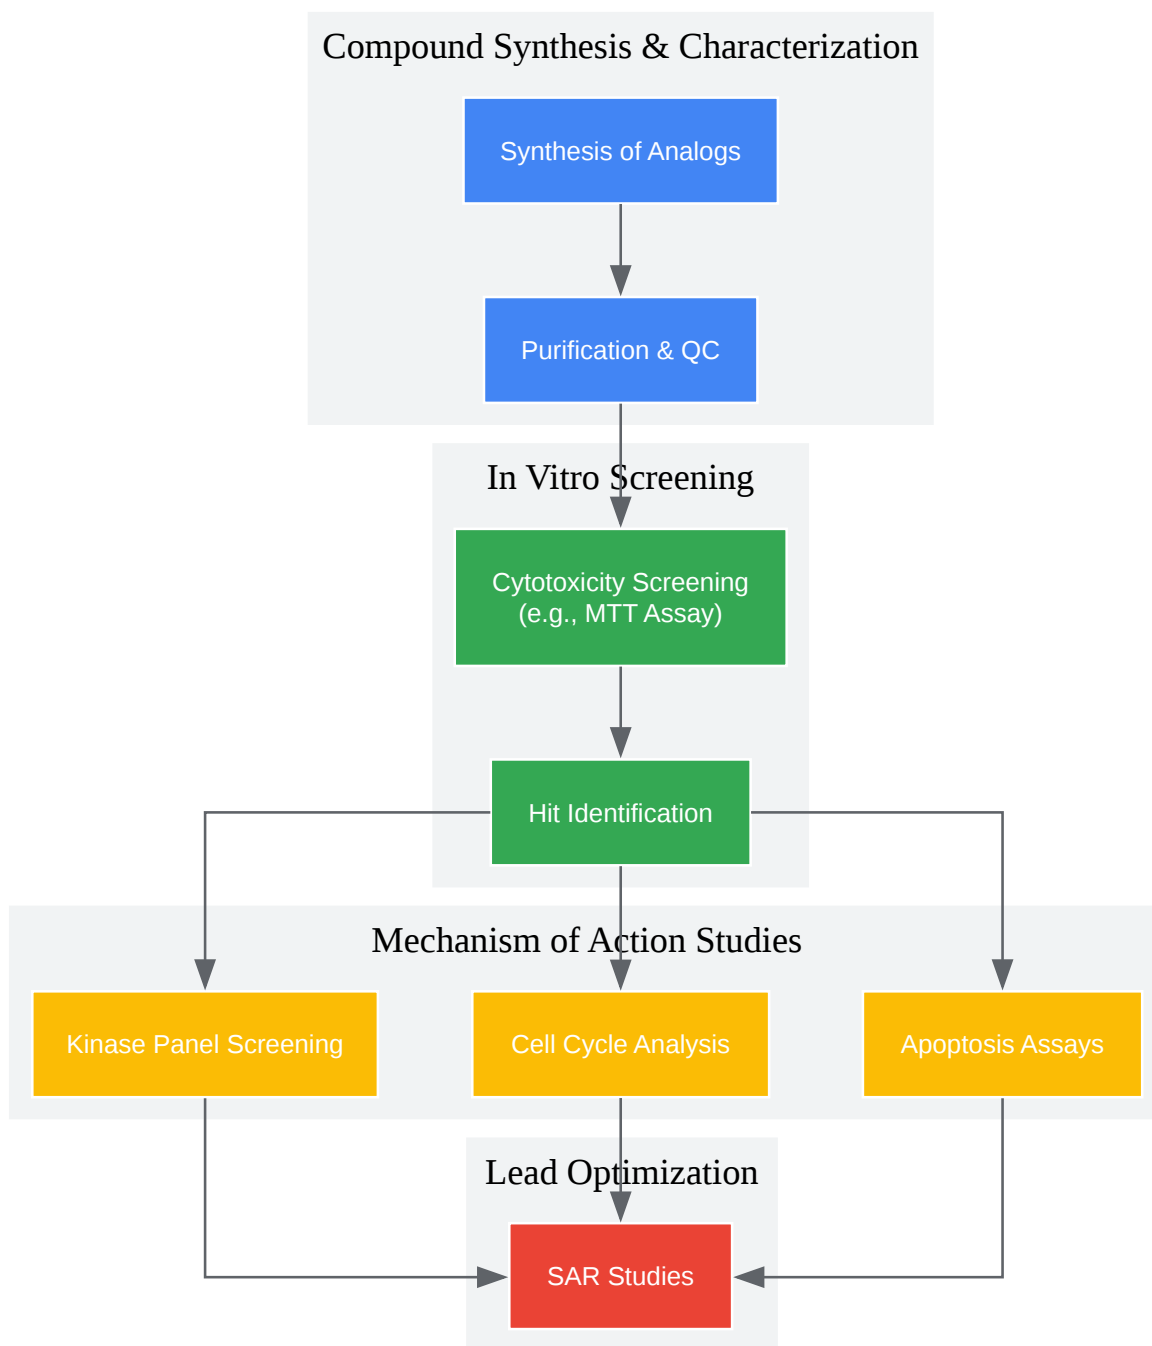 Compound Synthesis & Characterization
Synthesis of Analogs
Purification & QC
In Vitro Screening
Cytotoxicity Screening
(e.g., MTT Assay)
Hit Identification
Mechanism of Action Studies
Kinase Panel Screening
Cell Cycle Analysis
Apoptosis Assays
Lead Optimization
SAR Studies